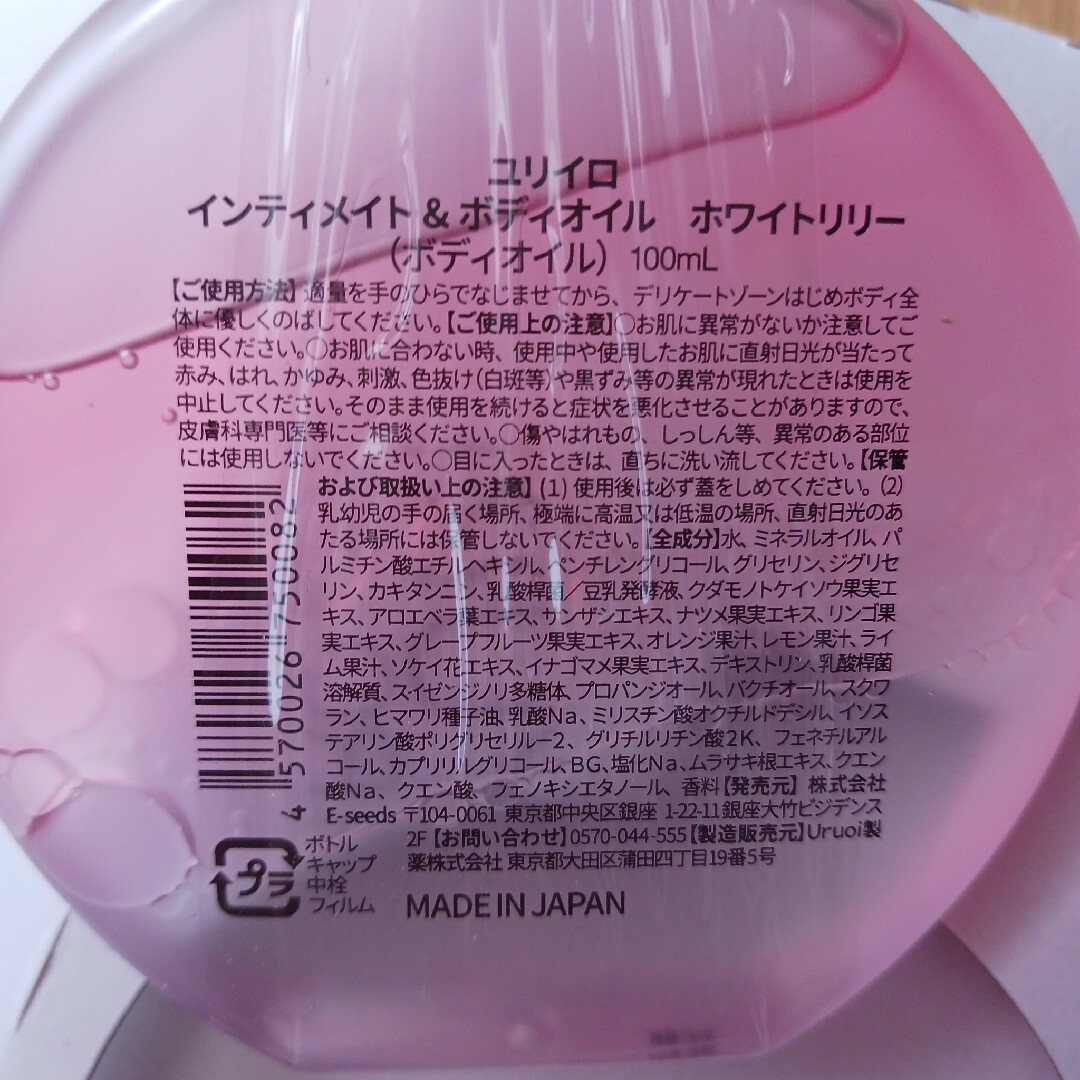 ユリイロ
インティメイト & ボディオイル　ホワイトリリー
（ボディオイル）100mL
【ご使用方法】適量を手のひらでなじませてから、デリケートゾーンはじめボディ全
体に優しくのばしてください。【ご使用上の注意】○お肌に異常がないか注意してご
使用ください。○お肌に合わない時、使用中や使用したお肌に直射日光が当たって
赤み、はれ、かゆみ、刺激、色抜け（白斑等）や黒ずみ等の異常が現れたときは使用を
中止してください。そのまま使用を続けると症状を悪化させることがありますので、
皮膚科専門医等にご相談ください。○傷やはれもの、しっしん等、異常のある部位
には使用しないでください。○目に入ったときは、直ちに洗い流してください。【保管
および取扱い上の注意】(1) 使用後は必ず蓋をしめてください。(2)
乳幼児の手の届く場所、極端に高温又は低温の場所、直射日光のあ
たる場所には保管しないでください。【全成分】水、ミネラルオイル、パ
ルミチン酸エチルヘキシル、ペンチレングリコール、グリセリン、ジグリセ
リン、カキタンニン、乳酸桿菌／豆乳発酵液、クダモノトケイソウ果実エ
キス、アロエベラ葉エキス、サンザシエキス、ナツメ果実エキス、リンゴ果
実エキス、グレープフルーツ果実エキス、オレンジ果汁、レモン果汁、ライ
ム果汁、ソケイ花エキス、イナゴマメ果実エキス、デキストリン、乳酸桿菌
溶解質、スイゼンジノリ多糖体、プロパンジオール、バクチオール、スクワ
ラン、ヒマワリ種子油、乳酸Na、ミリスチン酸オクチルドデシル、イソス
テアリン酸ポリグリセリル−2、グリチルリチン酸2K、フェネチルアル
コール、カプリリルグリコール、BG、塩化Na、ムラサキ根エキス、クエン
酸Na、クエン酸、フェノキシエタノール、香料【発売元】株式会社
E-seeds 〒104-0061 東京都中央区銀座 1-22-11 銀座大竹ビジデンス
2F【お問い合わせ】0570-044-555【製造販売元】Uruoi製
薬株式会社 東京都大田区蒲田四丁目19番5号
MADE IN JAPAN
4 570026 750082
プラ
ボトル
キャップ
中栓
フィルム